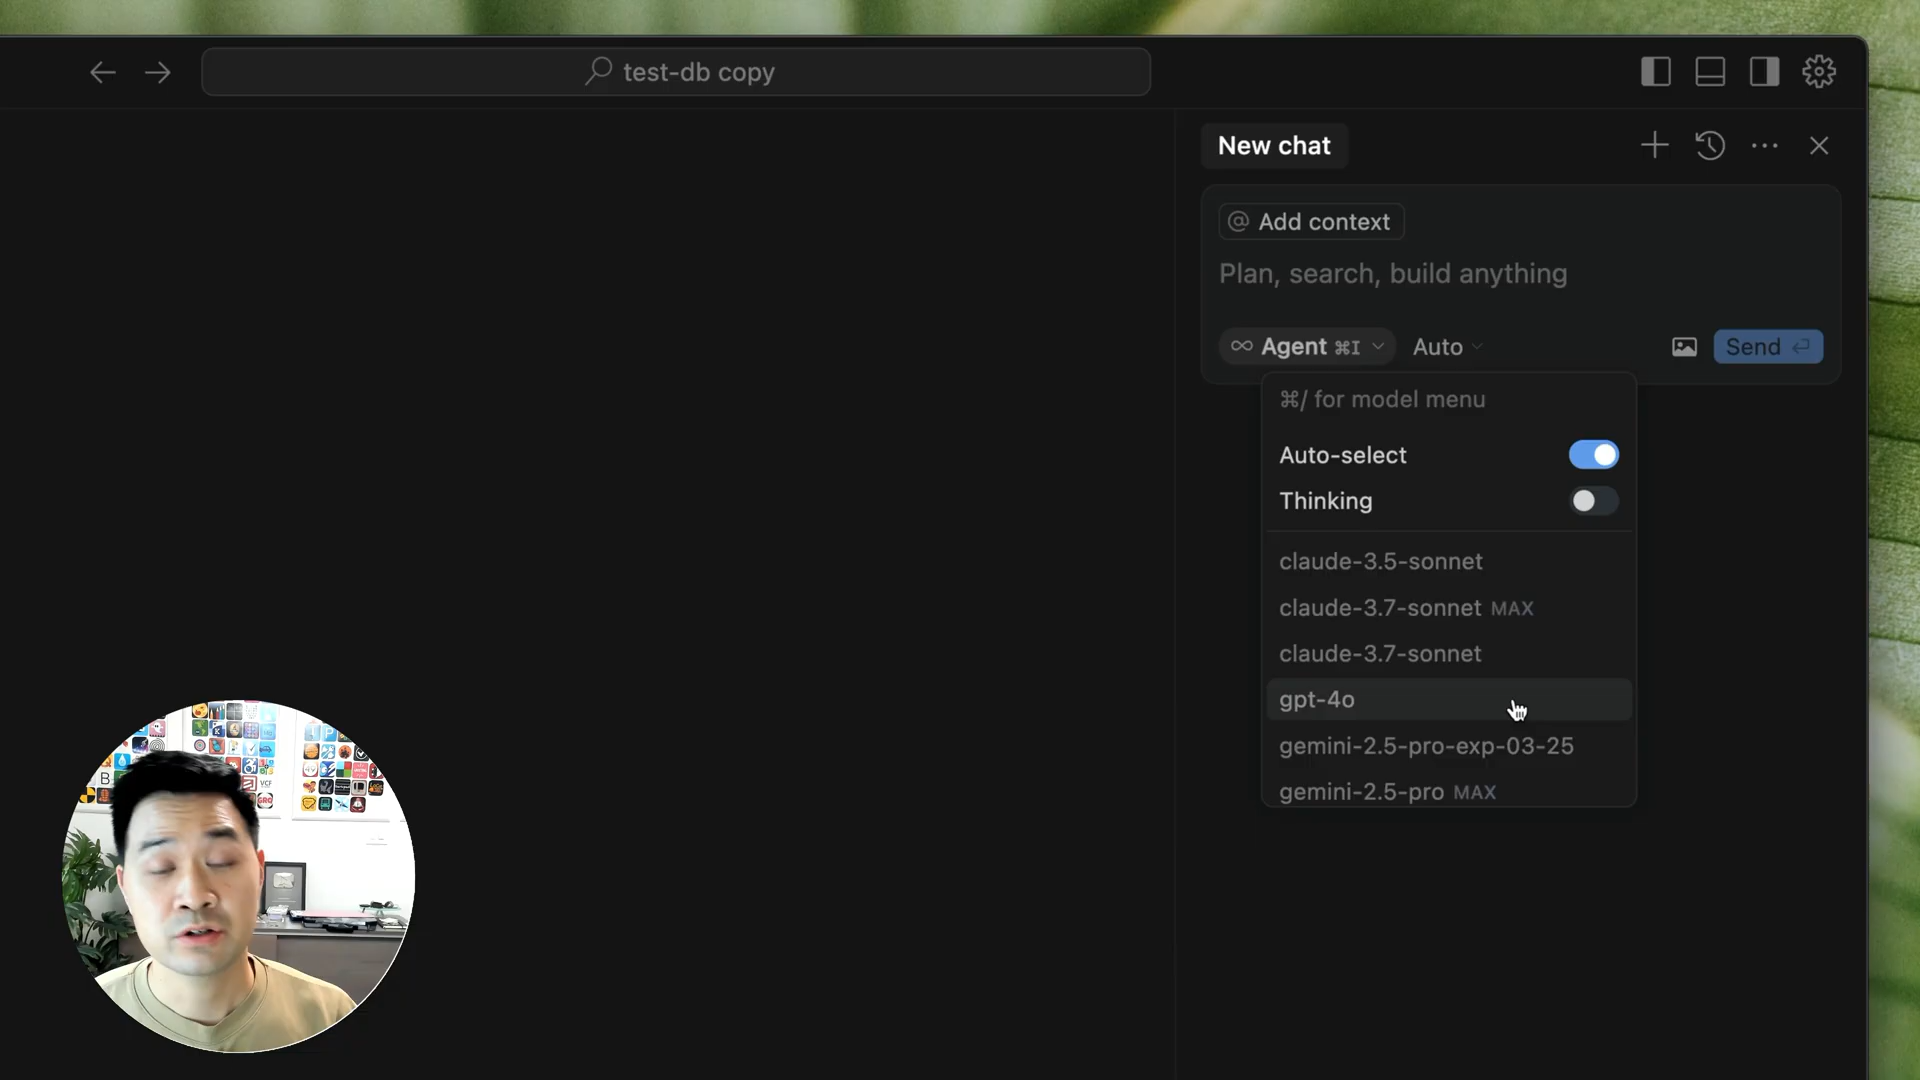 test-db copy
New chat
@ Add context
Plan, search, build anything
∞ Agent ⌘I
Auto
Send ⏎
⌘/ for model menu
Auto-select
Thinking
claude-3.5-sonnet
claude-3.7-sonnet MAX
claude-3.7-sonnet
gpt-4o
gemini-2.5-pro-exp-03-25
gemini-2.5-pro MAX
VCF
B
GRO